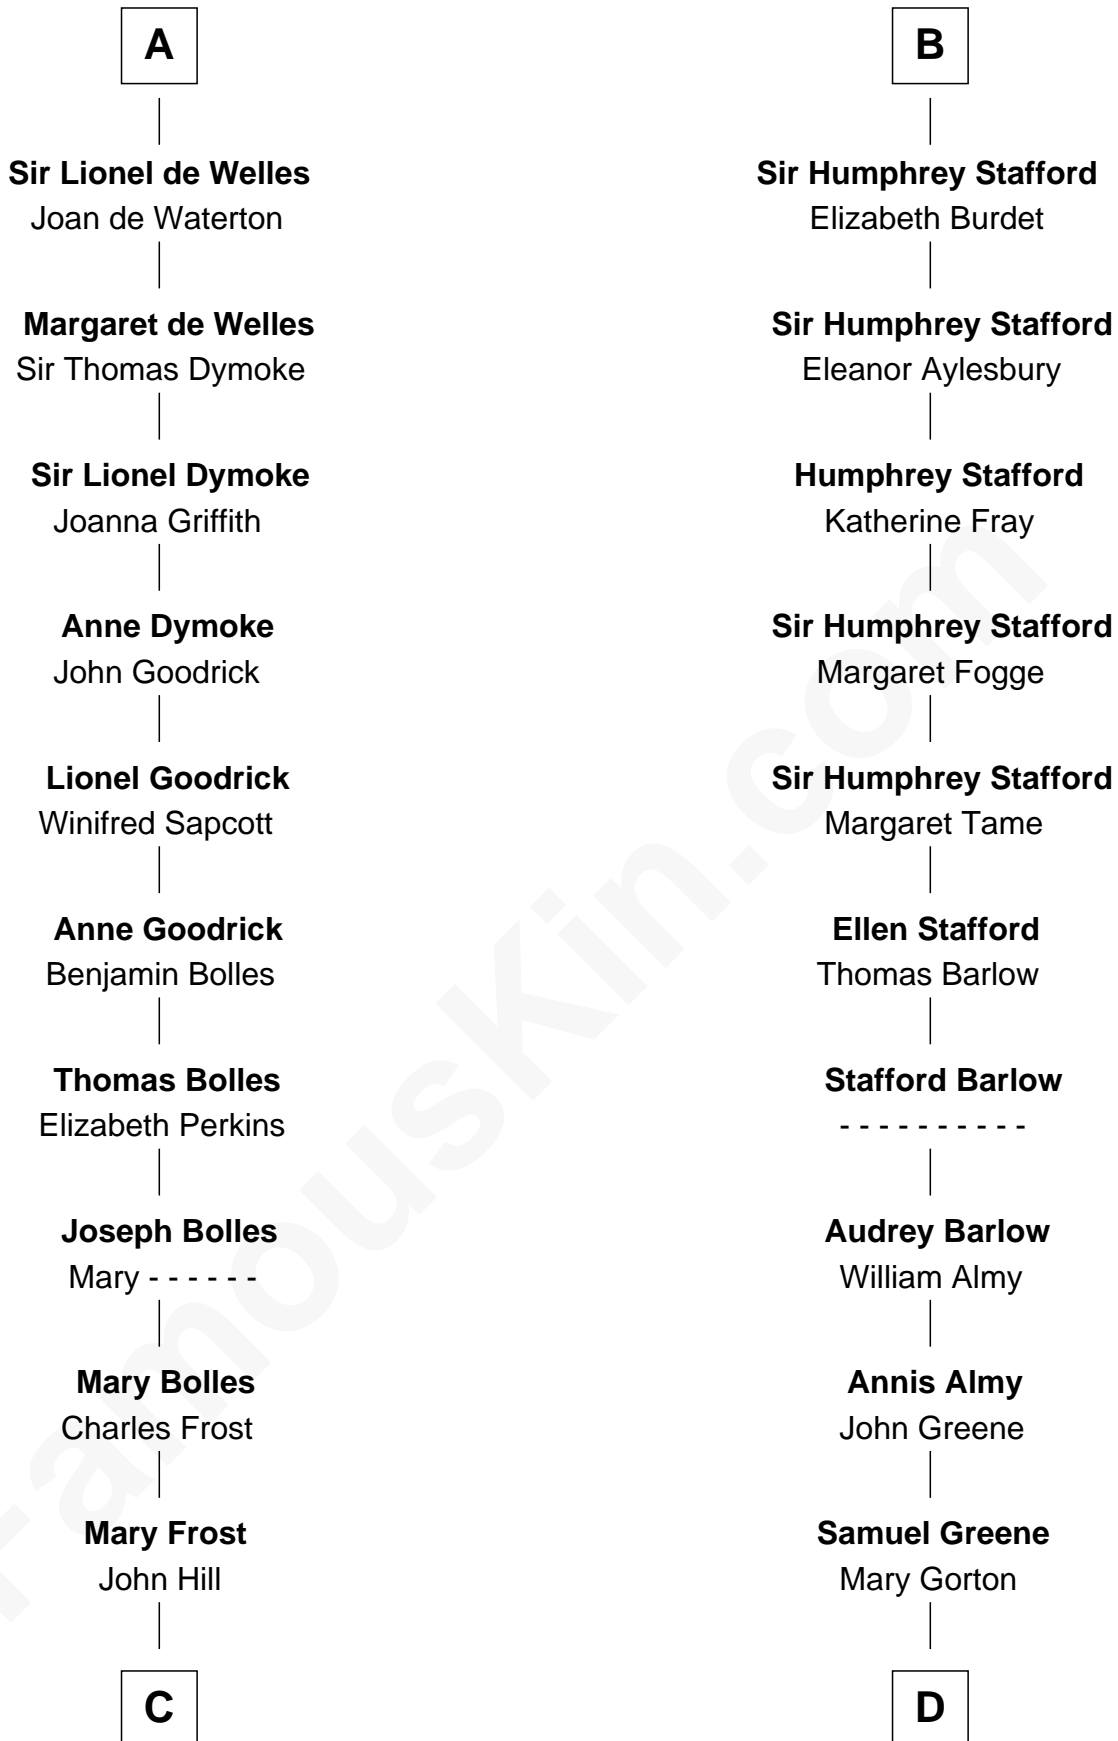 A
Sir Lionel de Welles
Joan de Waterton
Margaret de Welles
Sir Thomas Dymoke
Sir Lionel Dymoke
Joanna Griffith
Anne Dymoke
John Goodrick
Lionel Goodrick
Winifred Sapcott
Anne Goodrick
Benjamin Bolles
Thomas Bolles
Elizabeth Perkins
Joseph Bolles
Mary - - - - - -
Mary Bolles
Charles Frost
Mary Frost
John Hill
C
B
Sir Humphrey Stafford
Elizabeth Burdet
Sir Humphrey Stafford
Eleanor Aylesbury
Humphrey Stafford
Katherine Fray
Sir Humphrey Stafford
Margaret Fogge
Sir Humphrey Stafford
Margaret Tame
Ellen Stafford
Thomas Barlow
Stafford Barlow
- - - - - - - - - -
Audrey Barlow
William Almy
Annis Almy
John Greene
Samuel Greene
Mary Gorton
D
FamousKin.com